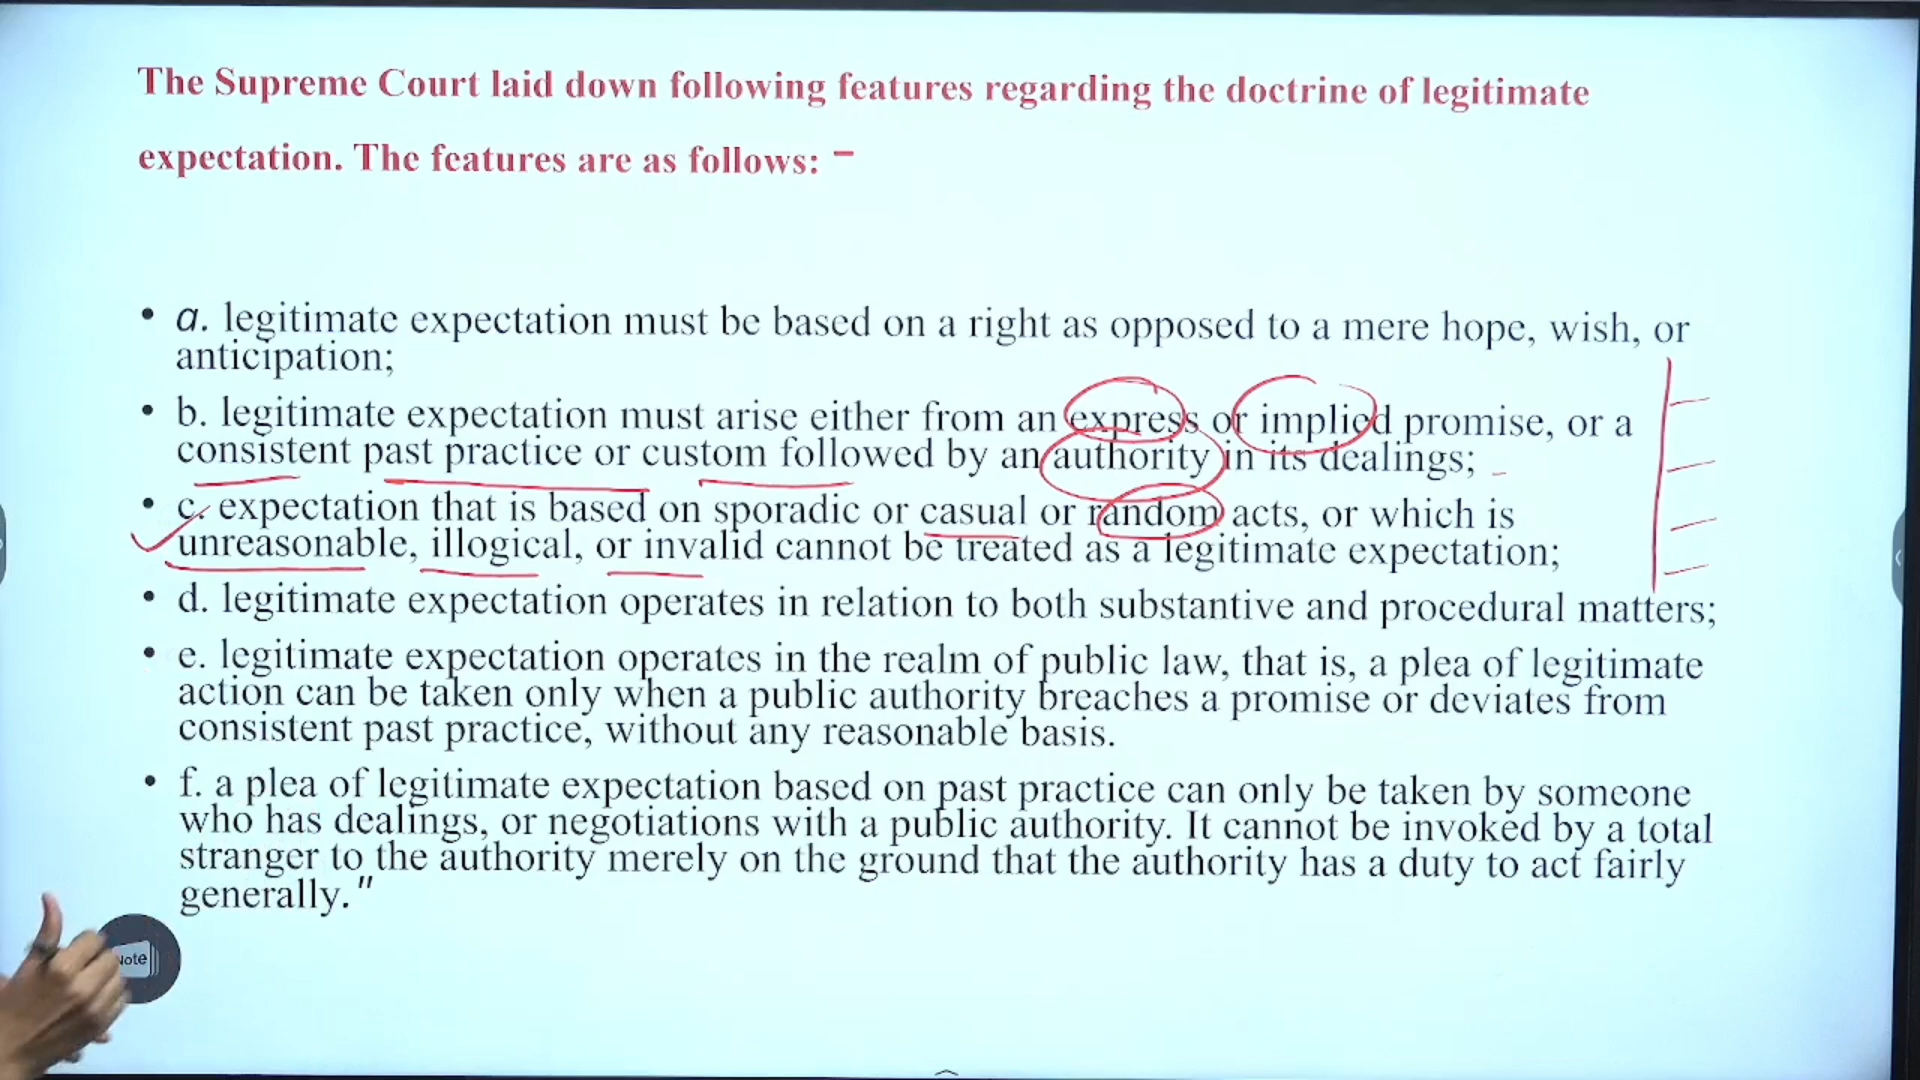 The Supreme Court laid down following features regarding the doctrine of legitimate
expectation. The features are as follows: -
• a. legitimate expectation must be based on a right as opposed to a mere hope, wish, or
anticipation;
• b. legitimate expectation must arise either from an express or implied promise, or a
consistent past practice or custom followed by an authority in its dealings;
• c. expectation that is based on sporadic or casual or random acts, or which is
unreasonable, illogical, or invalid cannot be treated as a legitimate expectation;
• d. legitimate expectation operates in relation to both substantive and procedural matters;
• e. legitimate expectation operates in the realm of public law, that is, a plea of legitimate
action can be taken only when a public authority breaches a promise or deviates from
consistent past practice, without any reasonable basis.
• f. a plea of legitimate expectation based on past practice can only be taken by someone
who has dealings, or negotiations with a public authority. It cannot be invoked by a total
stranger to the authority merely on the ground that the authority has a duty to act fairly
generally."